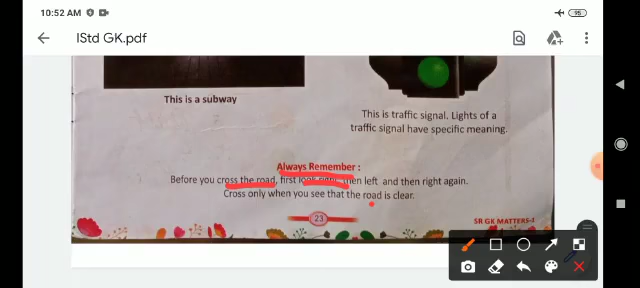 10:52 AM
95
IStd GK.pdf
This is a subway
This is traffic signal. Lights of a
traffic signal have specific meaning.
Always Remember :
Before you cross the road, first look right, then left and then right again.
Cross only when you see that the road is clear.
23
SR GK MATTERS-1